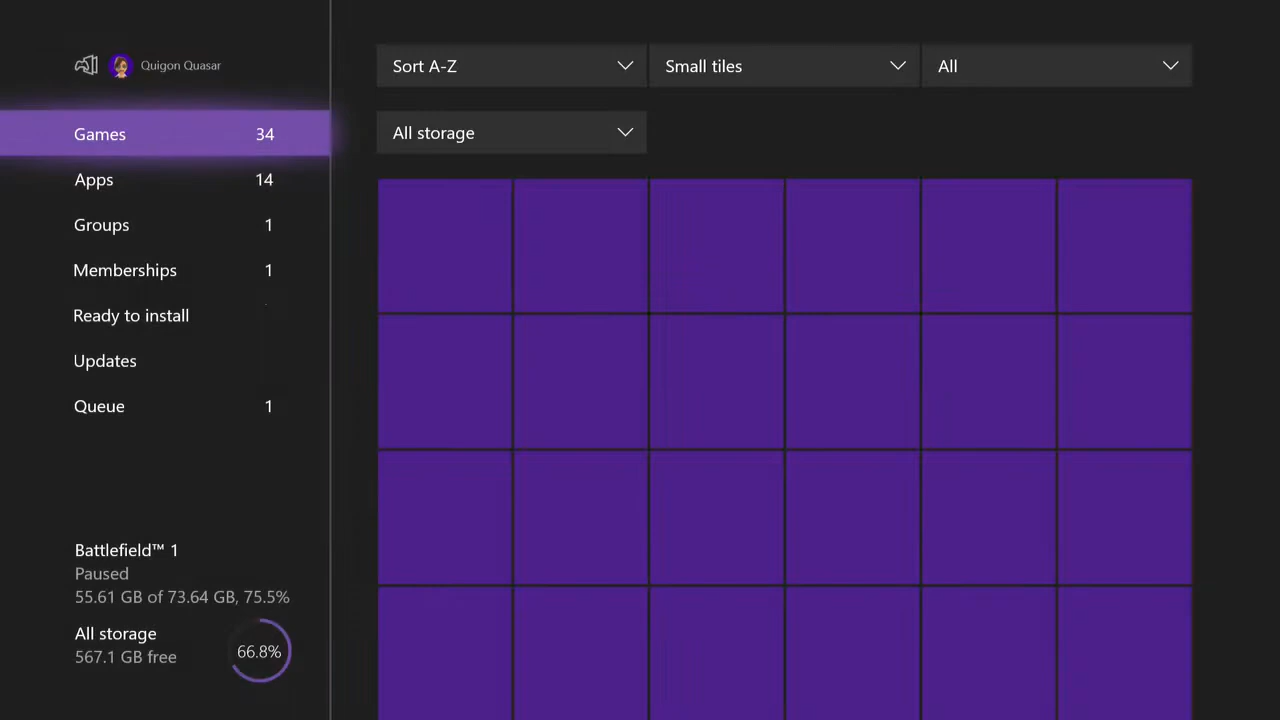 Quigon Quasar
Games 34
Apps 14
Groups 1
Memberships 1
Ready to install
Updates
Queue 1
Battlefield™ 1
Paused
55.61 GB of 73.64 GB, 75.5%
All storage
567.1 GB free
66.8%
Sort A-Z
Small tiles
All
All storage